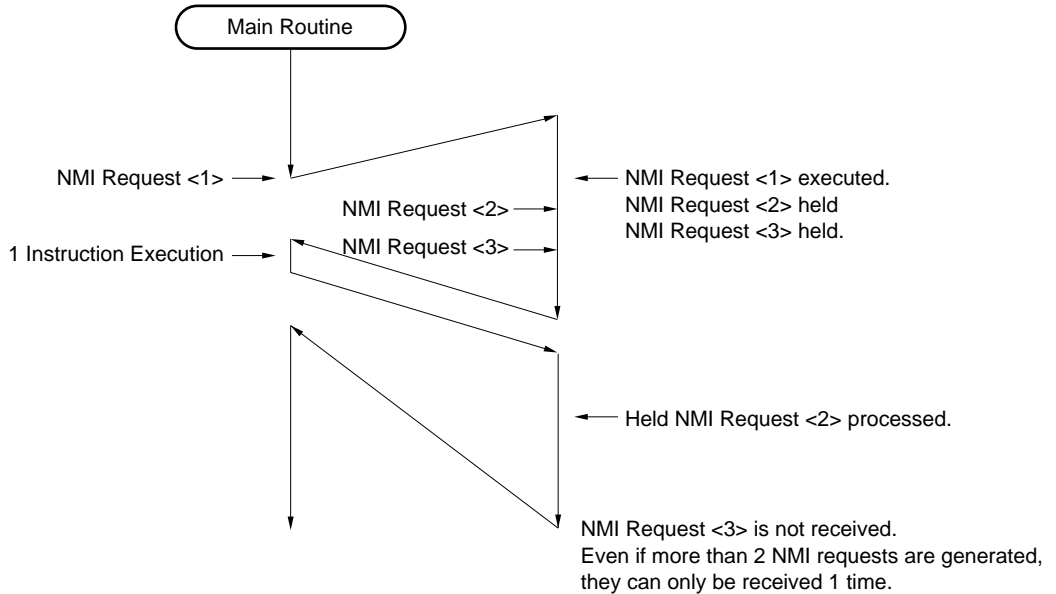 Main Routine
NMI Request <1>
NMI Request <1> executed.
NMI Request <2> held
NMI Request <3> held.
NMI Request <2>
NMI Request <3>
1 Instruction Execution
Held NMI Request <2> processed.
NMI Request <3> is not received.
Even if more than 2 NMI requests are generated,
they can only be received 1 time.